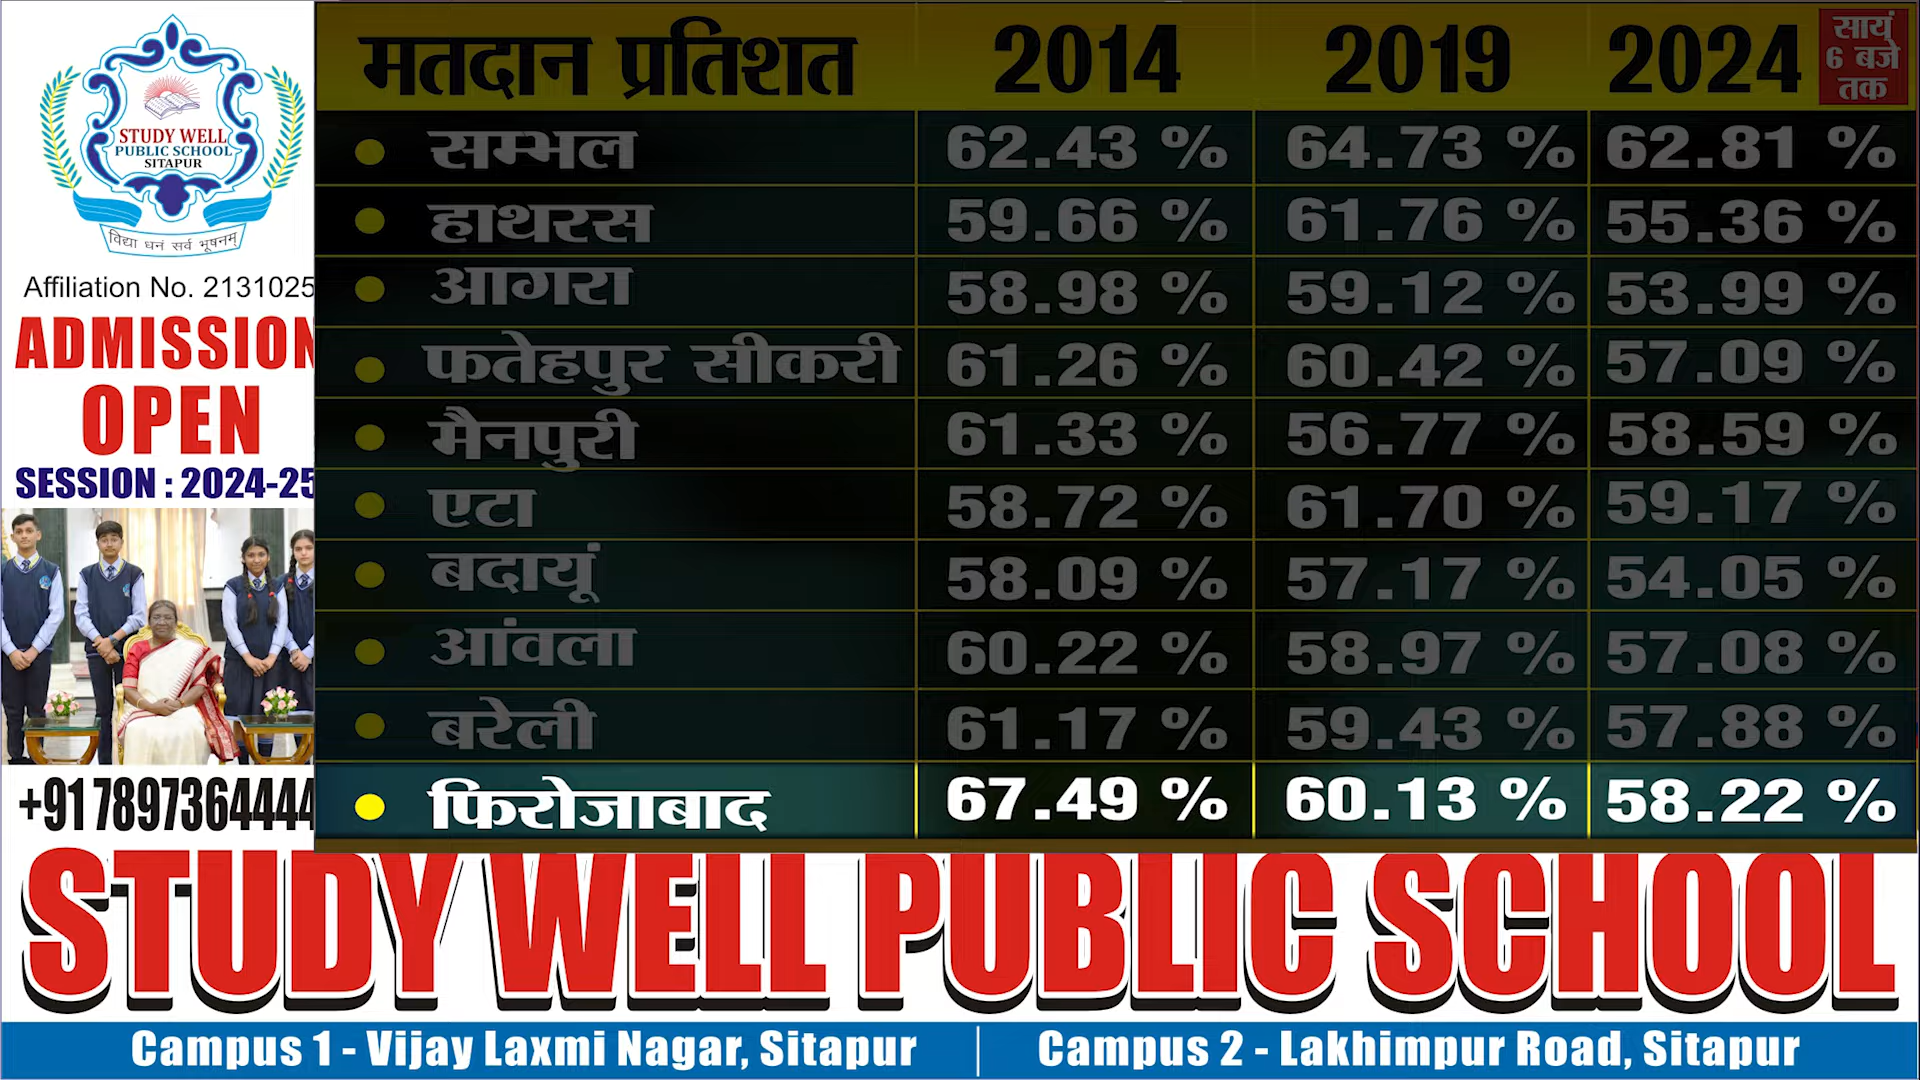 STUDY WELL
PUBLIC SCHOOL
SITAPUR
विद्या धनं सर्व भूषनम्
Affiliation No. 2131025
ADMISSION
OPEN
SESSION : 2024-25
+91 7897364444
मतदान प्रतिशत 2014 2019 2024 सायं 6 बजे तक
सम्भल 62.43 % 64.73 % 62.81 %
हाथरस 59.66 % 61.76 % 55.36 %
आगरा 58.98 % 59.12 % 53.99 %
फतेहपुर सीकरी 61.26 % 60.42 % 57.09 %
मैनपुरी 61.33 % 56.77 % 58.59 %
एटा 58.72 % 61.70 % 59.17 %
बदायूं 58.09 % 57.17 % 54.05 %
आंवला 60.22 % 58.97 % 57.08 %
बरेली 61.17 % 59.43 % 57.88 %
फिरोजाबाद 67.49 % 60.13 % 58.22 %
STUDY WELL PUBLIC SCHOOL
Campus 1 - Vijay Laxmi Nagar, Sitapur
Campus 2 - Lakhimpur Road, Sitapur